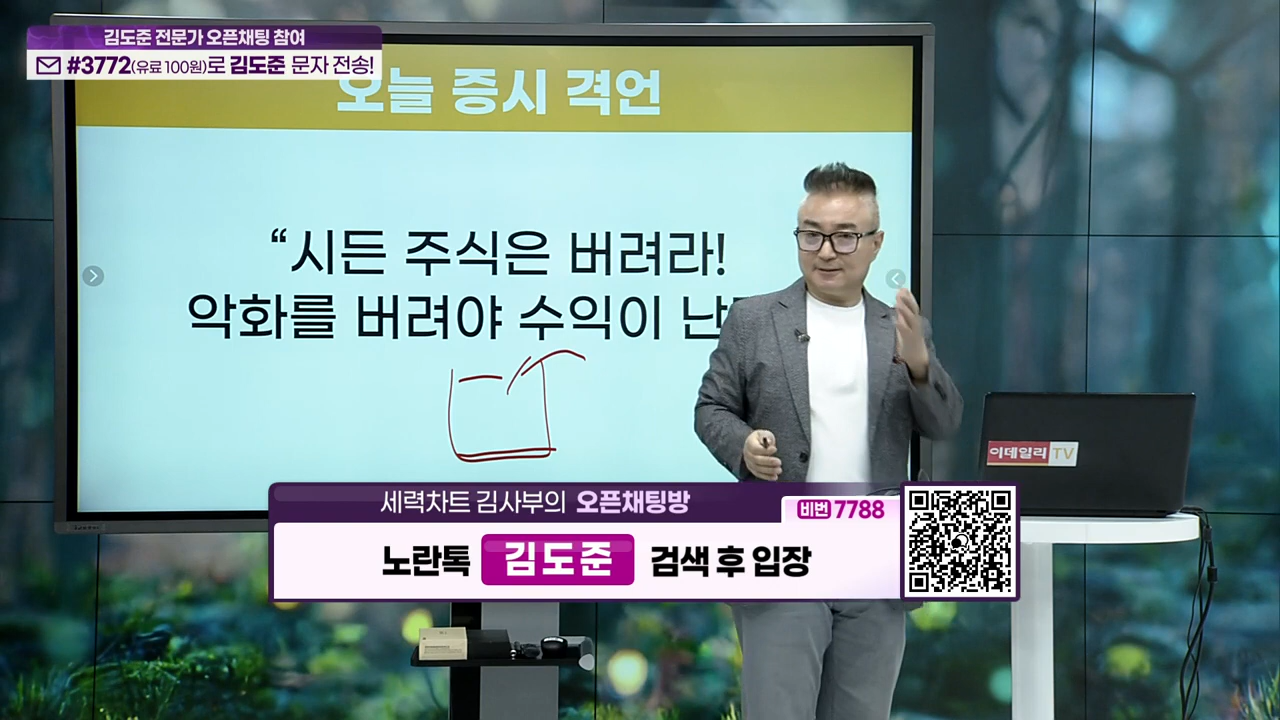 김도준 전문가 오픈채팅 참여
#3772(유료 100원)로 김도준 문자 전송!
오늘 증시 격언
“시든 주식은 버려라!
악화를 버려야 수익이 난
이데일리 TV
세력차트 김사부의 오픈채팅방
비번 7788
노란톡 김도준 검색 후 입장